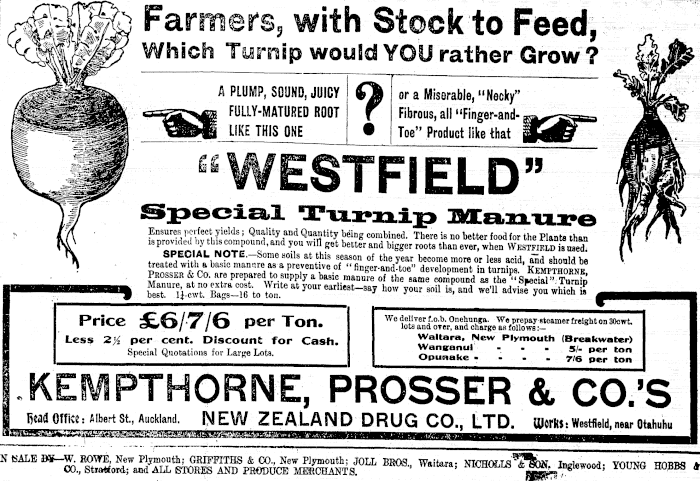 Farmers, with Stock to Feed,
Which Turnip would YOU rather Grow?
A PLUMP, SOUND, JUICY
FULLY-MATURED ROOT
LIKE THIS ONE
?
or a Miserable, "Necky"
Fibrous, all "Finger-and-
Toe" Product like that
"WESTFIELD"
Special Turnip Manure
Ensures perfect yields; Quality and Quantity being combined. There is no better food for the Plants than
is provided by this compound, and you will get better and bigger roots than ever, when WESTFIELD is used.
SPECIAL NOTE.—Some soils at this season of the year become more or less acid, and should be
treated with a basic manure as a preventive of "finger-and-toe" development in turnips. KEMPTHORNE,
PROSSER & Co. are prepared to supply a basic manure of the same compound as the "Special" Turnip
Manure, at no extra cost. Write at your earliest—say how your soil is, and we'll advise you which is
best. 1½-cwt. Bags—16 to ton.
Price £6/7/6 per Ton.
Less 2½ per cent. Discount for Cash.
Special Quotations for Large Lots.
We deliver f.o.b. Onehunga. We prepay steamer freight on 30cwt.
lots and over, and charge as follows:—
Waitara, New Plymouth (Breakwater)
Wanganui - - - 5/- per ton
Opunake - - - - 7/6 per ton
KEMPTHORNE, PROSSER & CO.'S
Head Office: Albert St., Auckland. NEW ZEALAND DRUG CO., LTD. Works: Westfield, near Otahuhu
N SALE BY—W. ROWE, New Plymouth; GRIFFITHS & CO., New Plymouth; JOLL BROS., Waitara; NICHOLLS & SON, Inglewood; YOUNG HOBBS &
CO., Stratford; and ALL STORES AND PRODUCE MERCHANTS.